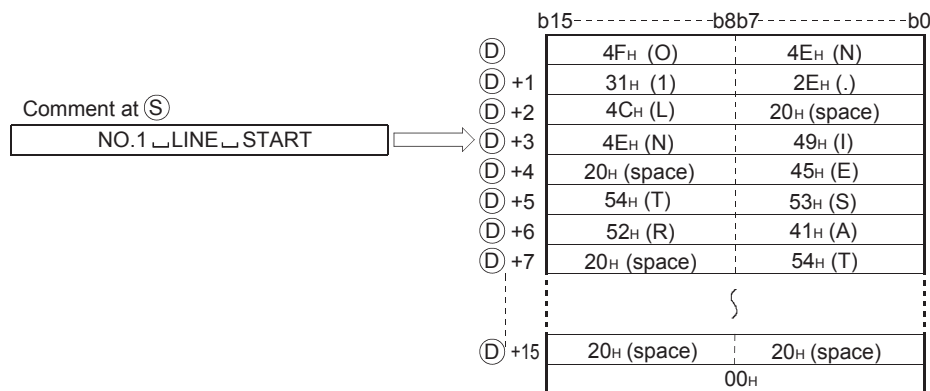 b15 b8b7 b0
Ⓓ 4FH (O) 4EH (N)
Ⓓ +1 31H (1) 2EH (.)
Comment at Ⓢ
Ⓓ +2 4CH (L) 20H (space)
NO.1␣LINE␣START
Ⓓ +3 4EH (N) 49H (I)
Ⓓ +4 20H (space) 45H (E)
Ⓓ +5 54H (T) 53H (S)
Ⓓ +6 52H (R) 41H (A)
Ⓓ +7 20H (space) 54H (T)
Ⓓ +15 20H (space) 20H (space)
00H